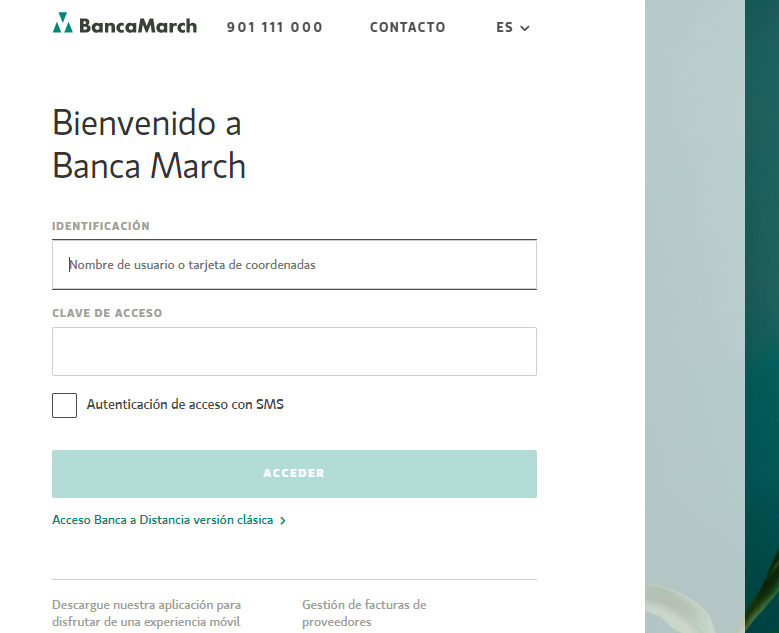 BancaMarch 901 111 000 CONTACTO ES
Bienvenido a
Banca March
IDENTIFICACIÓN
Nombre de usuario o tarjeta de coordenadas
CLAVE DE ACCESO
Autenticación de acceso con SMS
ACCEDER
Acceso Banca a Distancia versión clásica
Descargue nuestra aplicación para
disfrutar de una experiencia móvil
Gestión de facturas de
proveedores